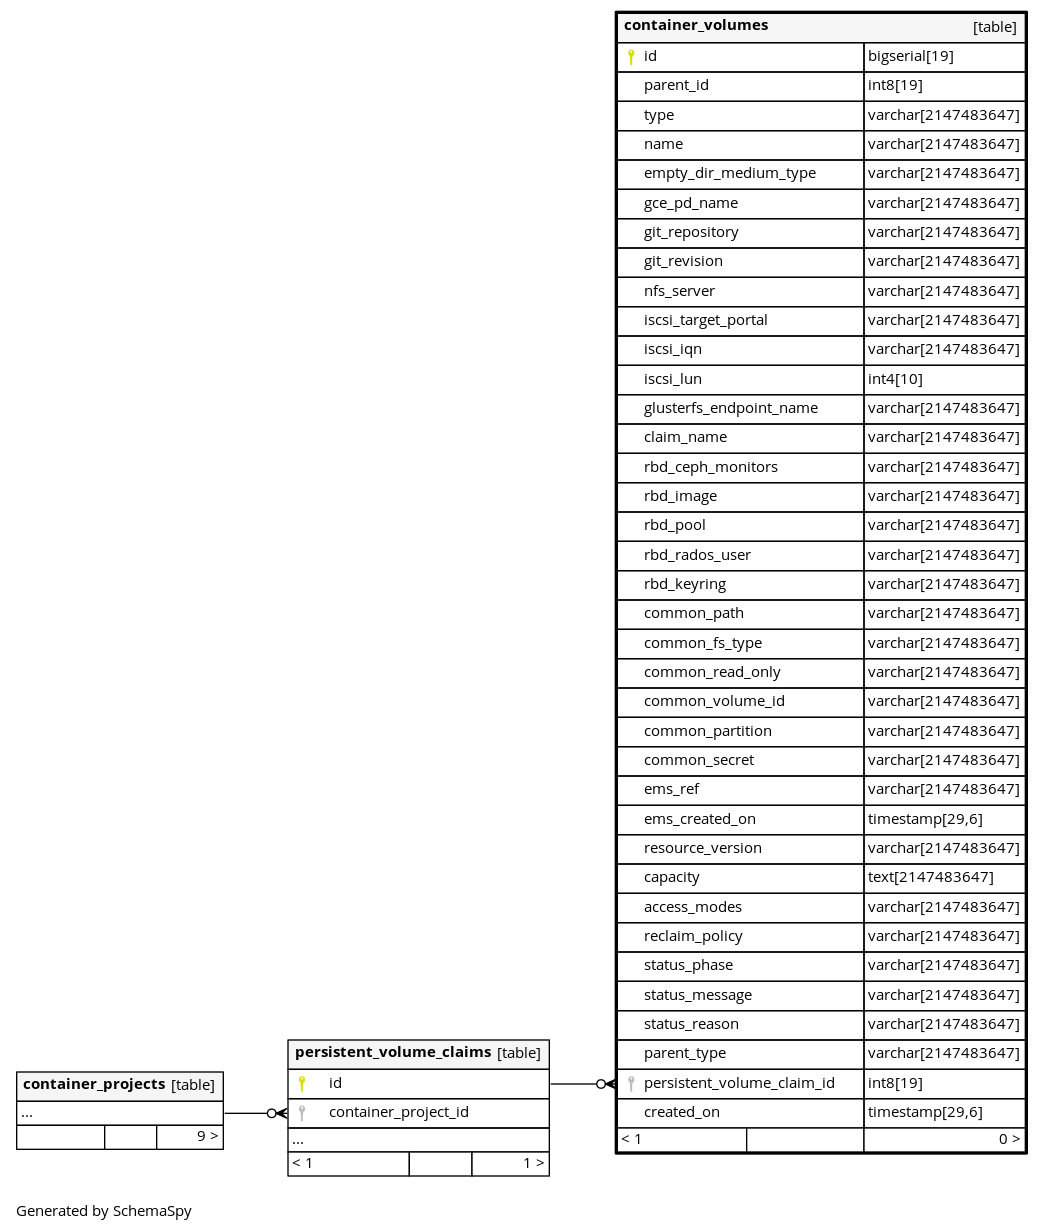 container_volumes [table]
id bigserial[19]
parent_id int8[19]
type varchar[2147483647]
name varchar[2147483647]
empty_dir_medium_type varchar[2147483647]
gce_pd_name varchar[2147483647]
git_repository varchar[2147483647]
git_revision varchar[2147483647]
nfs_server varchar[2147483647]
iscsi_target_portal varchar[2147483647]
iscsi_iqn varchar[2147483647]
iscsi_lun int4[10]
glusterfs_endpoint_name varchar[2147483647]
claim_name varchar[2147483647]
rbd_ceph_monitors varchar[2147483647]
rbd_image varchar[2147483647]
rbd_pool varchar[2147483647]
rbd_rados_user varchar[2147483647]
rbd_keyring varchar[2147483647]
common_path varchar[2147483647]
common_fs_type varchar[2147483647]
common_read_only varchar[2147483647]
common_volume_id varchar[2147483647]
common_partition varchar[2147483647]
common_secret varchar[2147483647]
ems_ref varchar[2147483647]
ems_created_on timestamp[29,6]
resource_version varchar[2147483647]
capacity text[2147483647]
access_modes varchar[2147483647]
reclaim_policy varchar[2147483647]
status_phase varchar[2147483647]
status_message varchar[2147483647]
status_reason varchar[2147483647]
parent_type varchar[2147483647]
persistent_volume_claim_id int8[19]
created_on timestamp[29,6]
< 1 0 >
persistent_volume_claims [table]
id
container_project_id
...
< 1 1 >
container_projects [table]
...
9 >
Generated by SchemaSpy